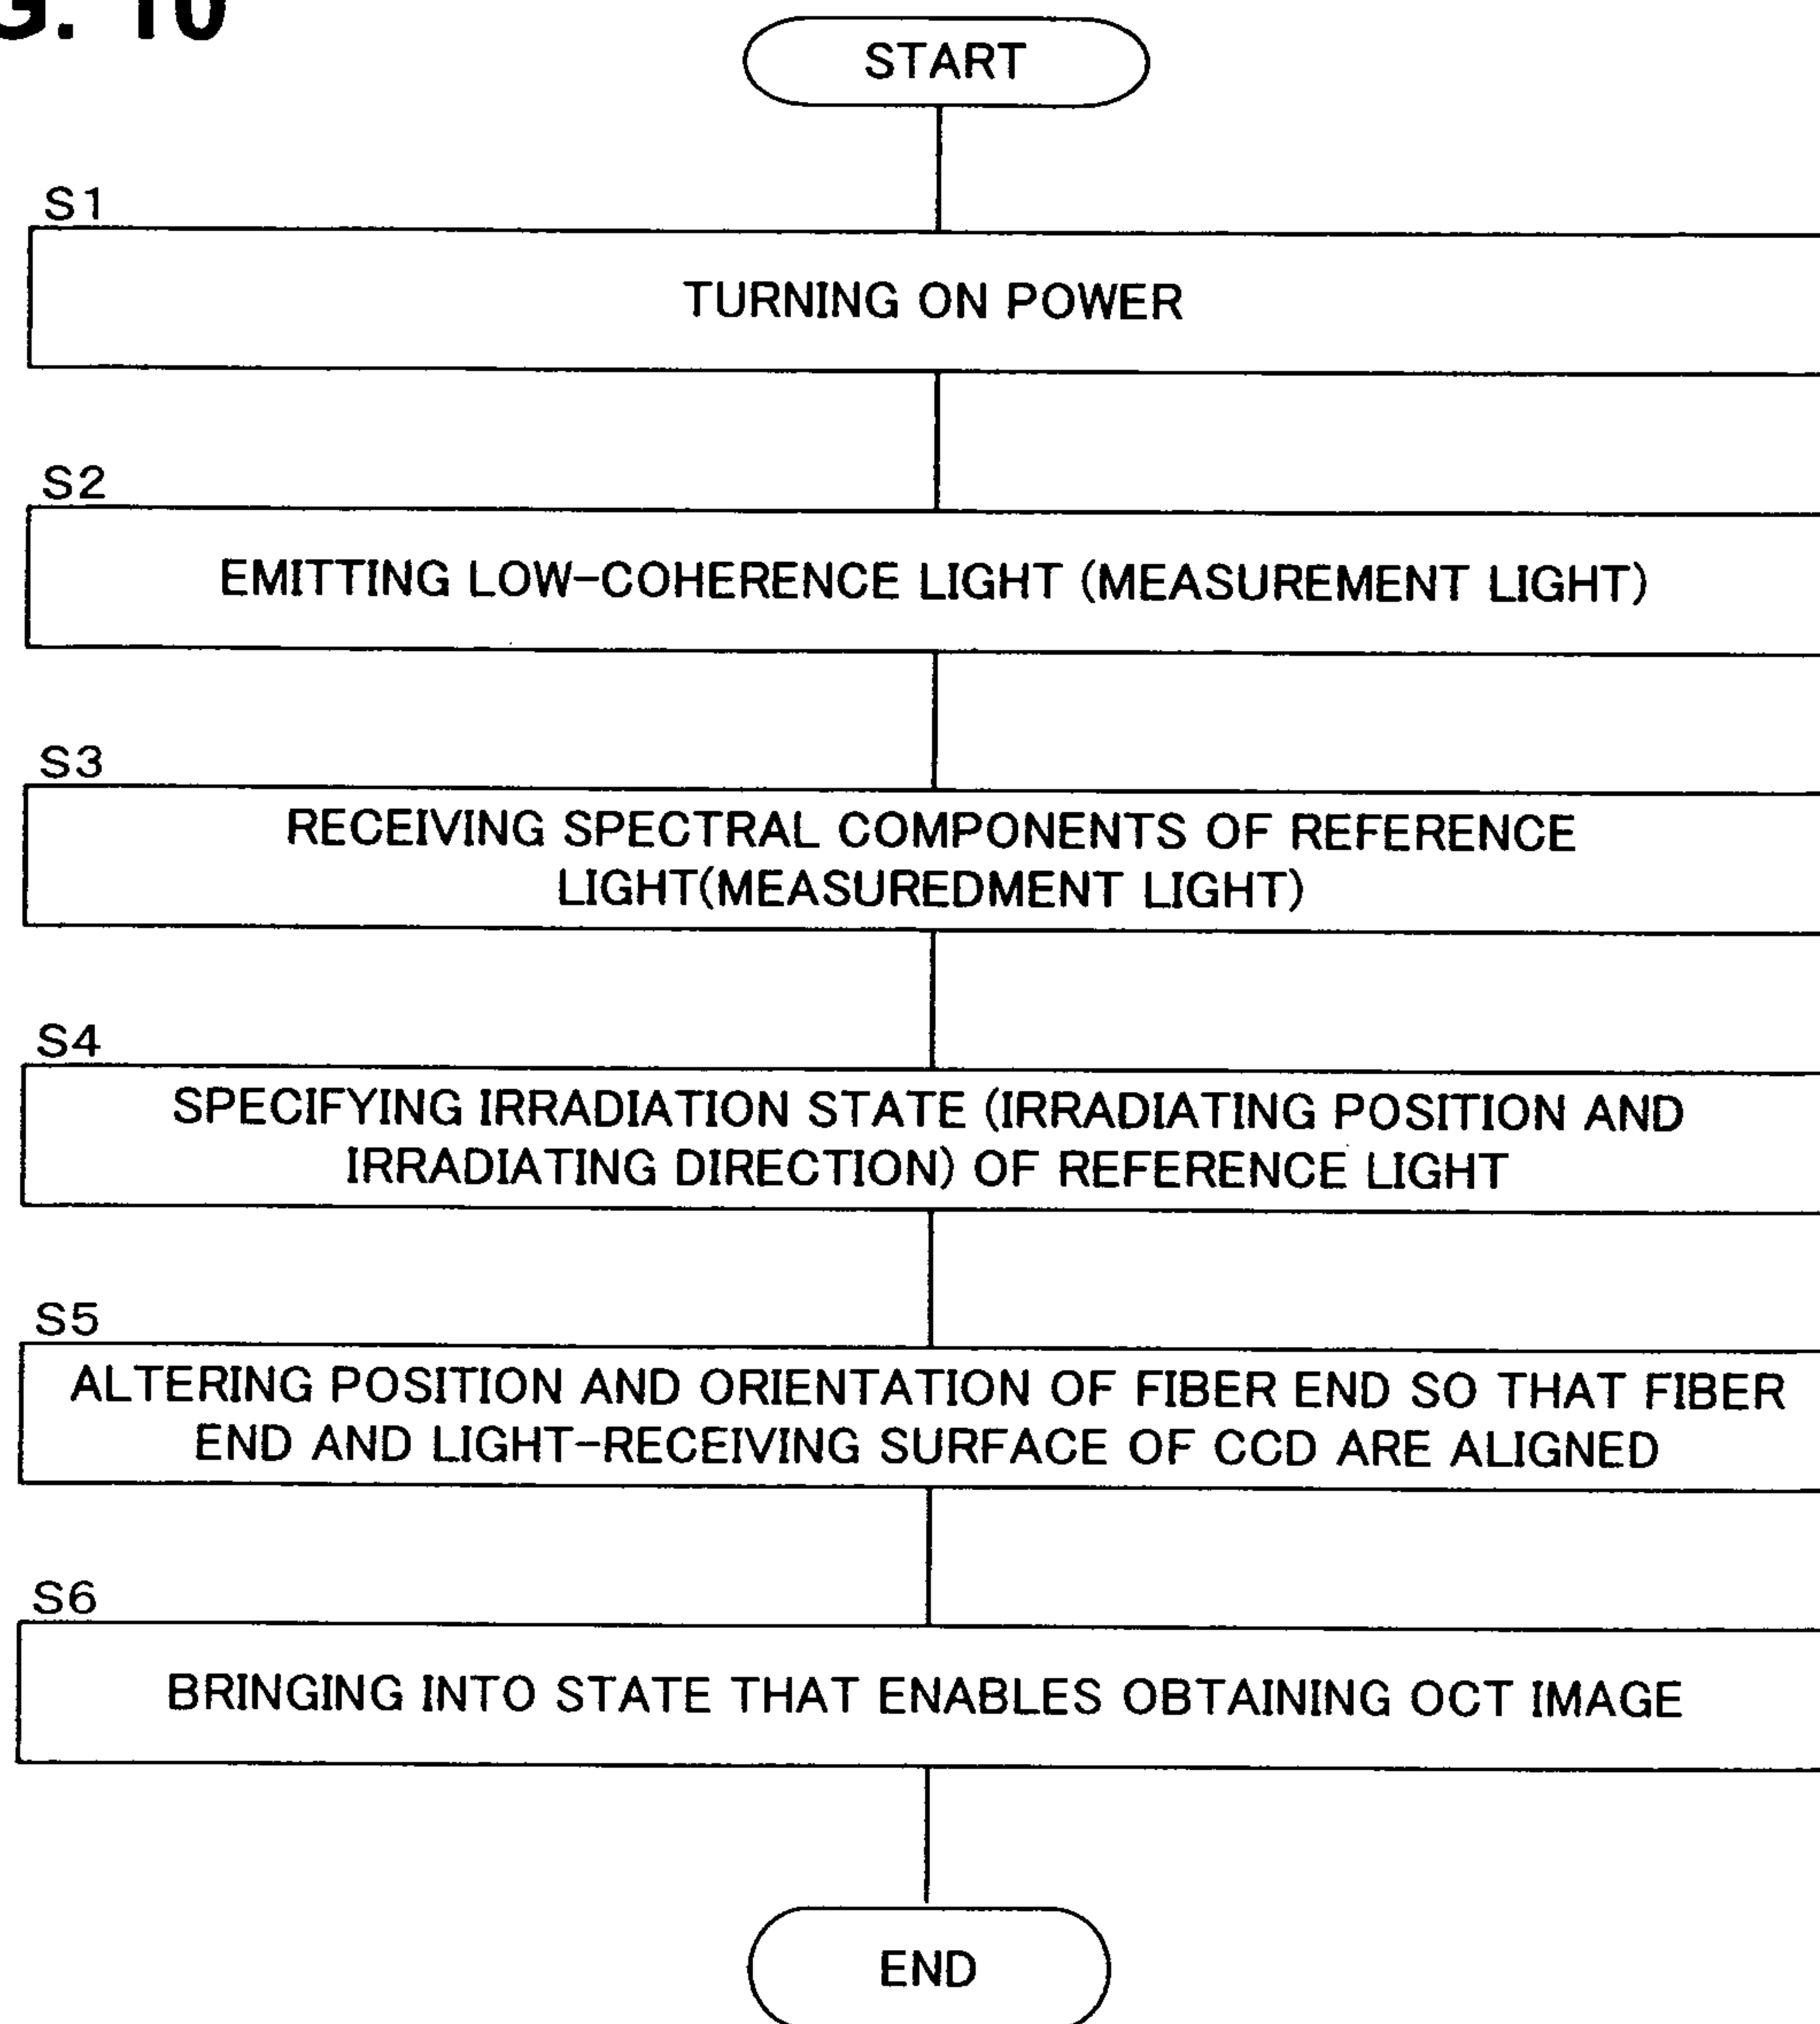 G. 10
START
S1
TURNING ON POWER
S2
EMITTING LOW-COHERENCE LIGHT (MEASUREMENT LIGHT)
S3
RECEIVING SPECTRAL COMPONENTS OF REFERENCE
LIGHT(MEASUREDMENT LIGHT)
S4
SPECIFYING IRRADIATION STATE (IRRADIATING POSITION AND
IRRADIATING DIRECTION) OF REFERENCE LIGHT
S5
ALTERING POSITION AND ORIENTATION OF FIBER END SO THAT FIBER
END AND LIGHT-RECEIVING SURFACE OF CCD ARE ALIGNED
S6
BRINGING INTO STATE THAT ENABLES OBTAINING OCT IMAGE
END